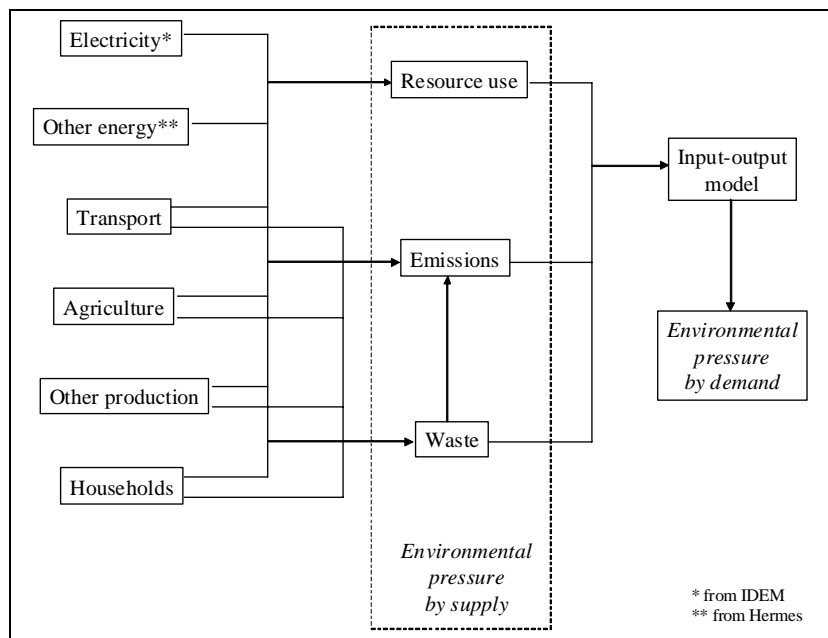 Electricity*
Other energy**
Transport
Agriculture
Other production
Households
Resource use
Emissions
Waste
Environmental
pressure
by supply
Input-output
model
Environmental
pressure
by demand
* from IDEM
** from Hermes